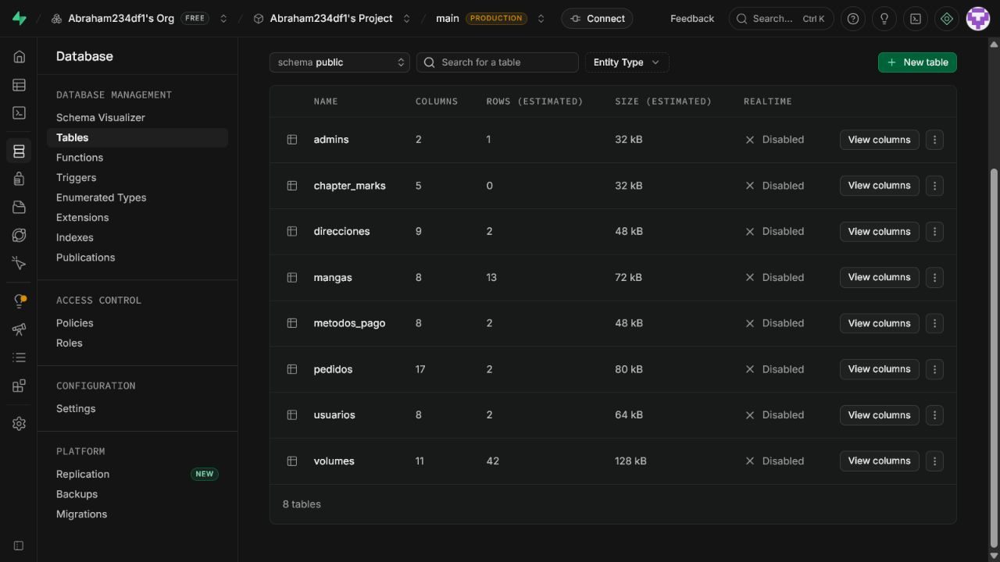 Abraham234df1's Org FREE Abraham234df1's Project main PRODUCTION Connect Feedback Search... Ctrl K
Database
DATABASE MANAGEMENT
Schema Visualizer
Tables
Functions
Triggers
Enumerated Types
Extensions
Indexes
Publications
ACCESS CONTROL
Policies
Roles
CONFIGURATION
Settings
PLATFORM
Replication NEW
Backups
Migrations
schema public Search for a table Entity Type New table
NAME COLUMNS ROWS (ESTIMATED) SIZE (ESTIMATED) REALTIME
admins 2 1 32 kB Disabled View columns
chapter_marks 5 0 32 kB Disabled View columns
direcciones 9 2 48 kB Disabled View columns
mangas 8 13 72 kB Disabled View columns
metodos_pago 8 2 48 kB Disabled View columns
pedidos 17 2 80 kB Disabled View columns
usuarios 8 2 64 kB Disabled View columns
volumes 11 42 128 kB Disabled View columns
8 tables